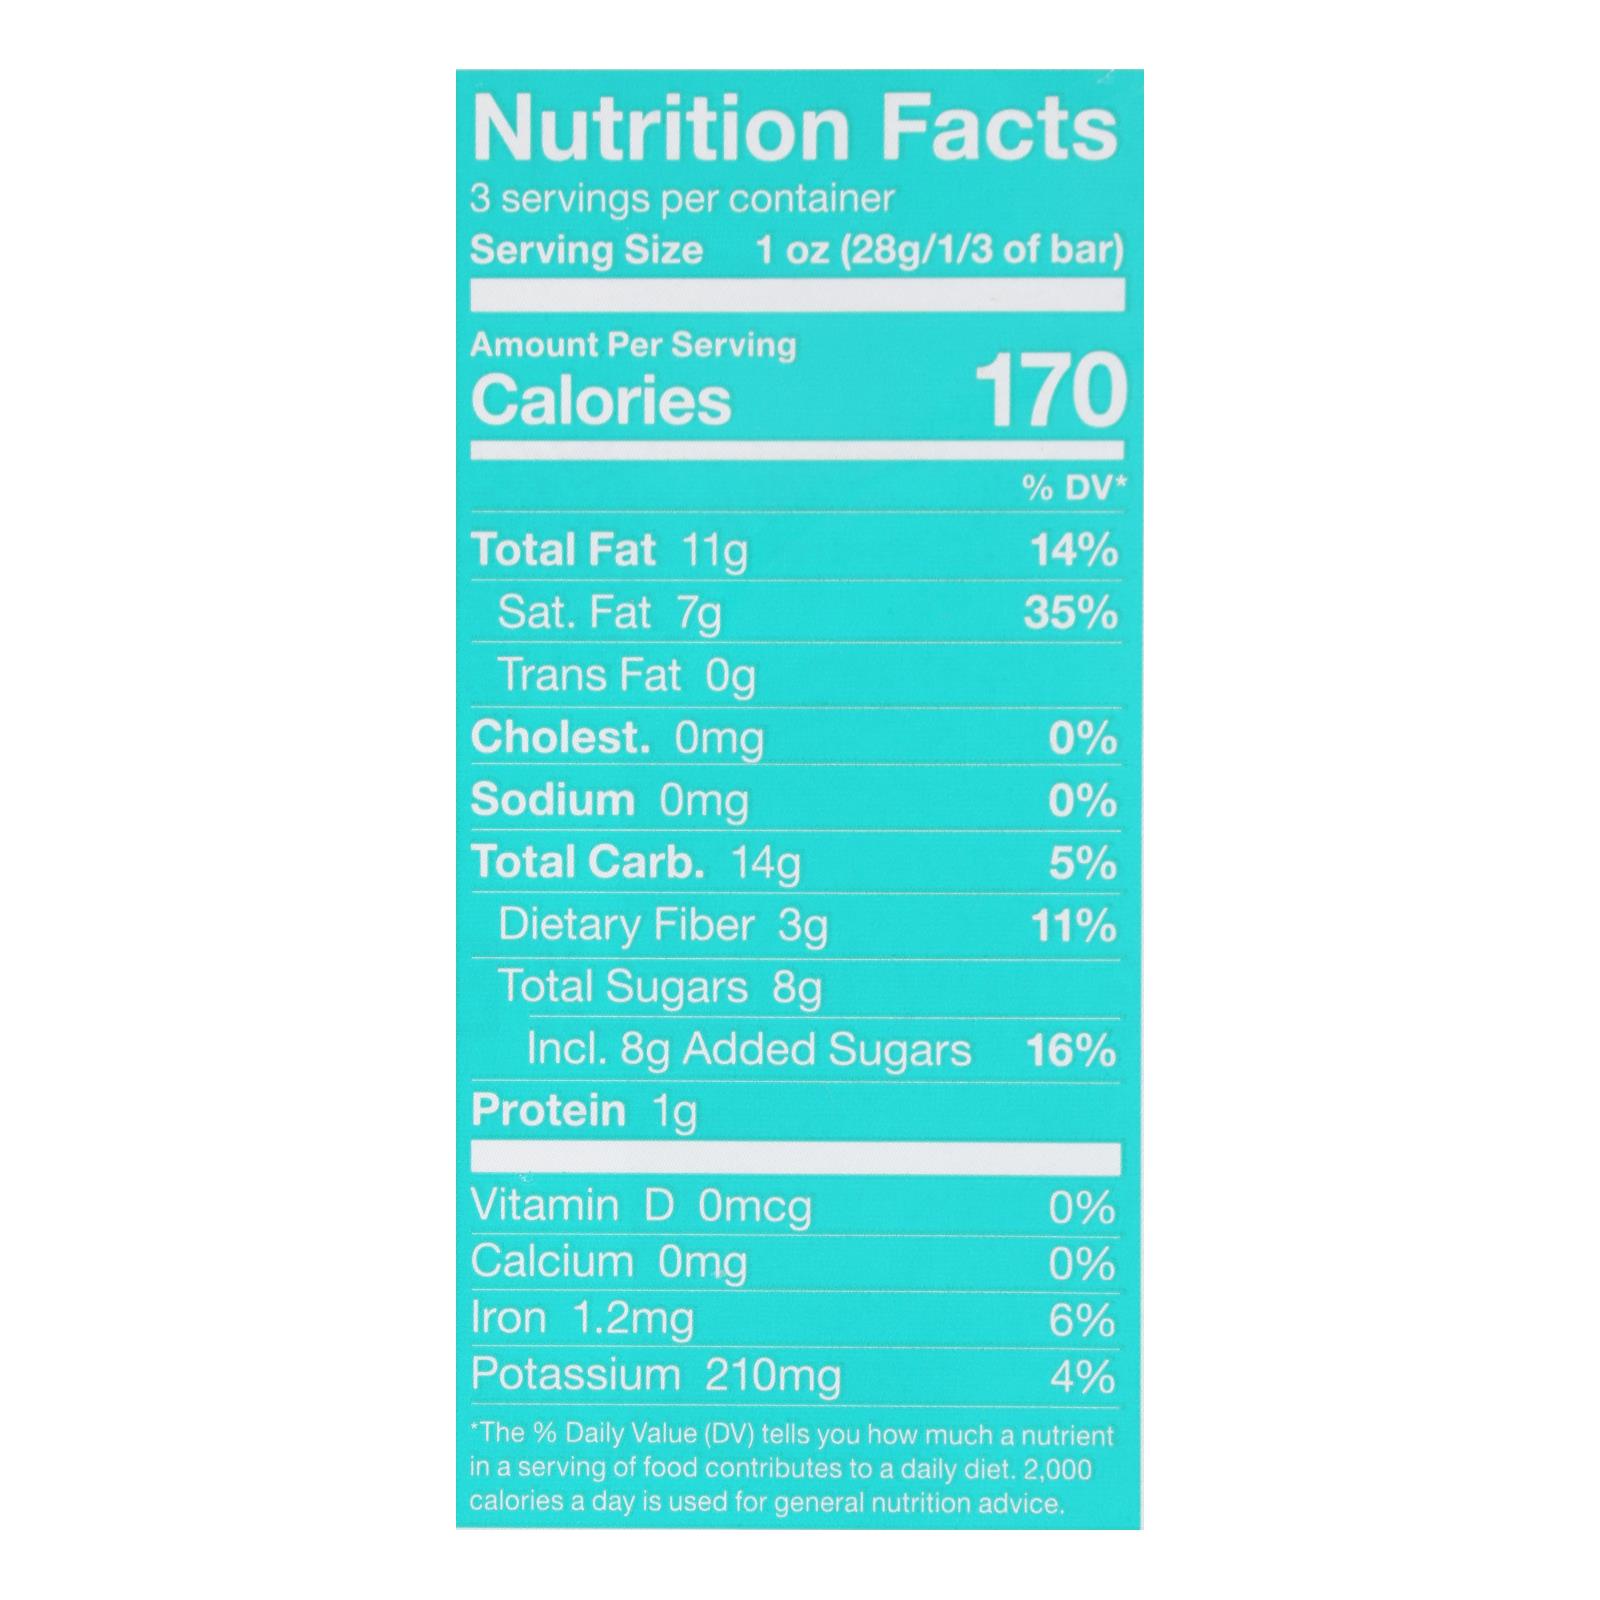 Nutrition Facts
3 servings per container
Serving Size 1 oz (28g/1/3 of bar)
Amount Per Serving
Calories 170
% DV*
Total Fat 11g 14%
Sat. Fat 7g 35%
Trans Fat 0g
Cholest. 0mg 0%
Sodium 0mg 0%
Total Carb. 14g 5%
Dietary Fiber 3g 11%
Total Sugars 8g
Incl. 8g Added Sugars 16%
Protein 1g
Vitamin D 0mcg 0%
Calcium 0mg 0%
Iron 1.2mg 6%
Potassium 210mg 4%
*The % Daily Value (DV) tells you how much a nutrient
in a serving of food contributes to a daily diet. 2,000
calories a day is used for general nutrition advice.